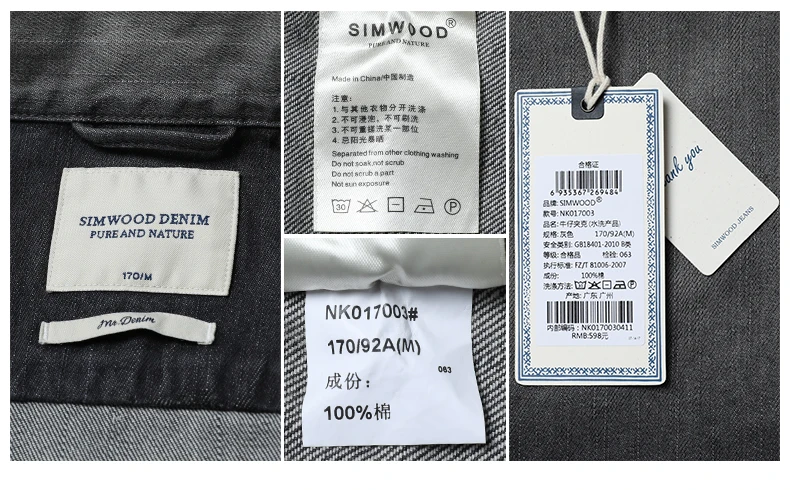 SIMWOOD DENIM
PURE AND NATURE
170/M
Mr. Denim
SIMWOOD®
PURE AND NATURE
Made in China/中国制造
注意:
1. 与其他衣物分开洗涤
2. 不可浸泡, 不可刷洗
3. 不可重搓洗某一部位
4. 忌阳光暴晒
Separated from other clothing washing
Do not soak,not scrub
Do not scrub a part
Not sun exposure
30
P
NK017003#
170/92A(M)
063
成份:
100%棉
合格证
6 935367 269484
品牌: SIMWOOD®
款号: NK017003
品名: 牛仔夹克 (水洗产品)
规格: 灰色 170/92A(M)
安全类别: GB18401-2010 B类
等级: 合格品 检验: 063
执行标准: FZ/T 81006-2007
成份: 100%棉
洗涤方法:
产地: 广东 广州
内部编码: NK0170030411
RMB:598元
you
SIMWOOD JEANS